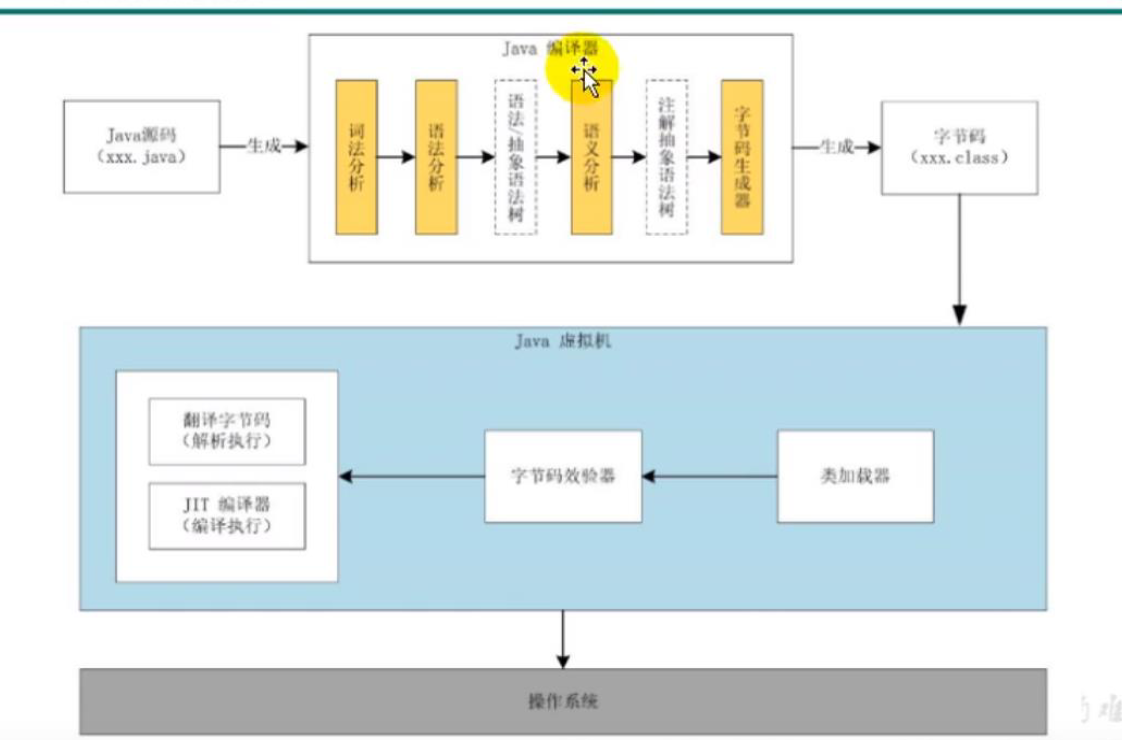 Java 编译器
Java源码
（xxx.java）
生成
词法分析
语法分析
语法/抽象语法树
语义分析
注解抽象语法树
字节码生成器
生成
字节码
（xxx.class）
Java 虚拟机
翻译字节码
（解析执行）
JIT 编译器
（编译执行）
字节码效验器
类加载器
操作系统